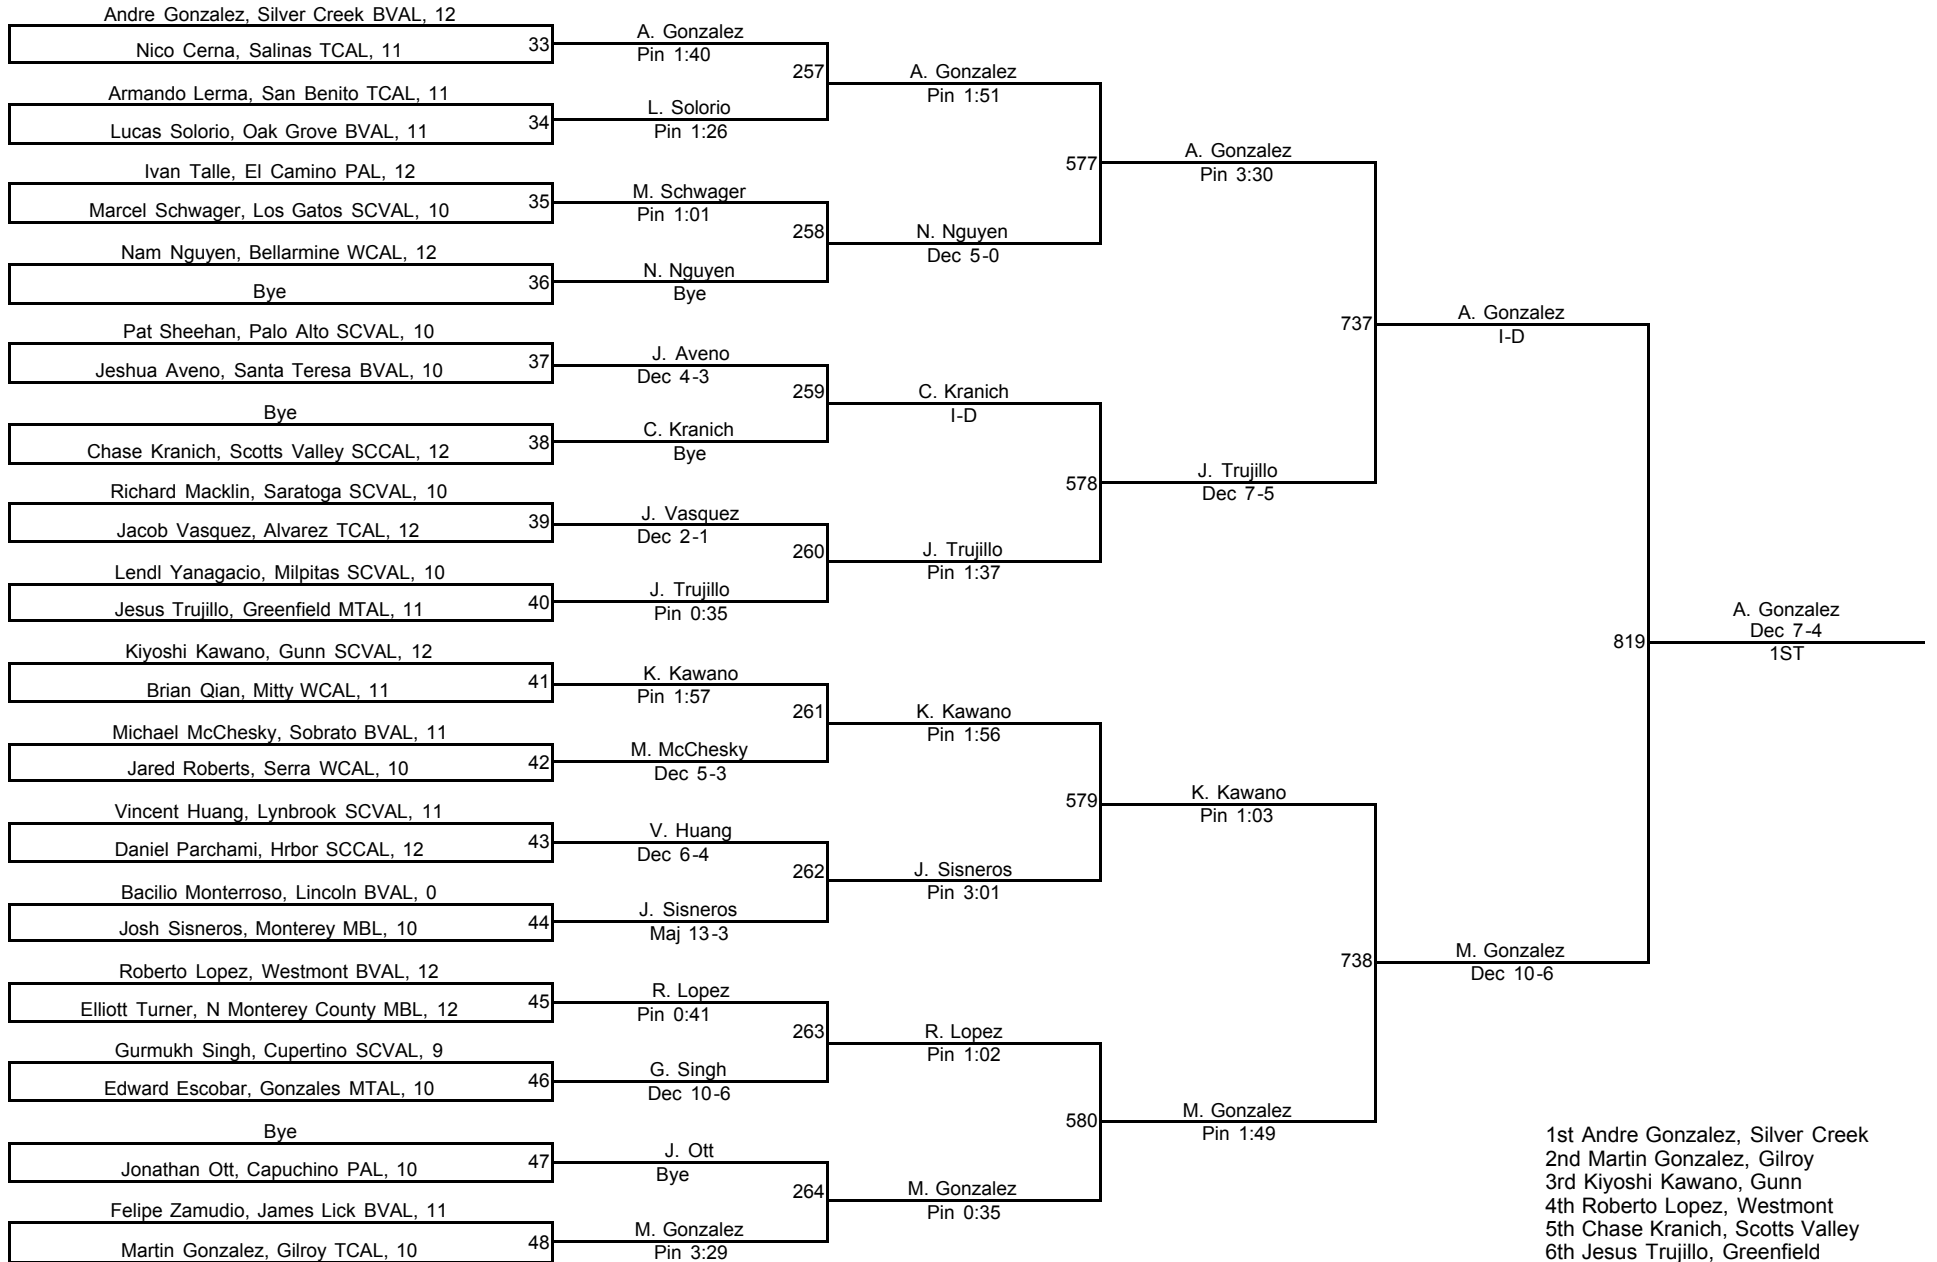 Andre Gonzalez, Silver Creek BVAL, 12
Nico Cerna, Salinas TCAL, 11
33
Armando Lerma, San Benito TCAL, 11
Lucas Solorio, Oak Grove BVAL, 11
34
Ivan Talle, El Camino PAL, 12
Marcel Schwager, Los Gatos SCVAL, 10
35
Nam Nguyen, Bellarmine WCAL, 12
Bye
36
Pat Sheehan, Palo Alto SCVAL, 10
Jeshua Aveno, Santa Teresa BVAL, 10
37
Bye
Chase Kranich, Scotts Valley SCCAL, 12
38
Richard Macklin, Saratoga SCVAL, 10
Jacob Vasquez, Alvarez TCAL, 12
39
Lendl Yanagacio, Milpitas SCVAL, 10
Jesus Trujillo, Greenfield MTAL, 11
40
Kiyoshi Kawano, Gunn SCVAL, 12
Brian Qian, Mitty WCAL, 11
41
Michael McChesky, Sobrato BVAL, 11
Jared Roberts, Serra WCAL, 10
42
Vincent Huang, Lynbrook SCVAL, 11
Daniel Parchami, Hrbor SCCAL, 12
43
Bacilio Monterroso, Lincoln BVAL, 0
Josh Sisneros, Monterey MBL, 10
44
Roberto Lopez, Westmont BVAL, 12
Elliott Turner, N Monterey County MBL, 12
45
Gurmukh Singh, Cupertino SCVAL, 9
Edward Escobar, Gonzales MTAL, 10
46
Bye
Jonathan Ott, Capuchino PAL, 10
47
Felipe Zamudio, James Lick BVAL, 11
Martin Gonzalez, Gilroy TCAL, 10
48
A. Gonzalez
Pin 1:40
257
L. Solorio
Pin 1:26
M. Schwager
Pin 1:01
258
N. Nguyen
Bye
J. Aveno
Dec 4-3
259
C. Kranich
Bye
J. Vasquez
Dec 2-1
260
J. Trujillo
Pin 0:35
K. Kawano
Pin 1:57
261
M. McChesky
Dec 5-3
V. Huang
Dec 6-4
262
J. Sisneros
Maj 13-3
R. Lopez
Pin 0:41
263
G. Singh
Dec 10-6
J. Ott
Bye
264
M. Gonzalez
Pin 3:29
A. Gonzalez
Pin 1:51
577
N. Nguyen
Dec 5-0
C. Kranich
I-D
578
J. Trujillo
Pin 1:37
K. Kawano
Pin 1:56
579
J. Sisneros
Pin 3:01
R. Lopez
Pin 1:02
580
M. Gonzalez
Pin 0:35
A. Gonzalez
Pin 3:30
737
J. Trujillo
Dec 7-5
K. Kawano
Pin 1:03
738
M. Gonzalez
Pin 1:49
A. Gonzalez
I-D
819
M. Gonzalez
Dec 10-6
A. Gonzalez
Dec 7-4
1ST
1st Andre Gonzalez, Silver Creek
2nd Martin Gonzalez, Gilroy
3rd Kiyoshi Kawano, Gunn
4th Roberto Lopez, Westmont
5th Chase Kranich, Scotts Valley
6th Jesus Trujillo, Greenfield